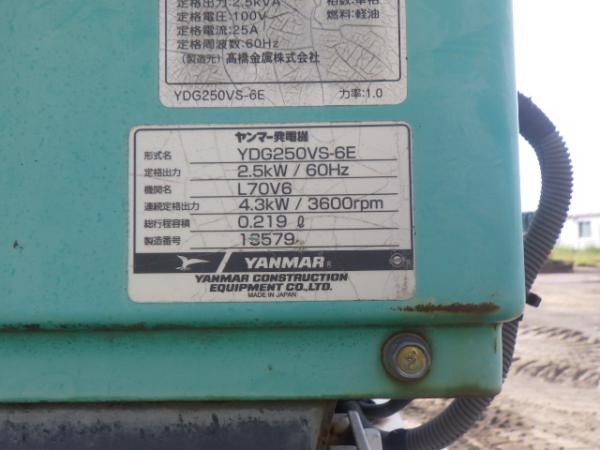 定格出力:2.5kVA 相数:単相
定格電圧:100V 燃料:軽油
定格電流:25A
定格周波数:60Hz
(製造元) 高橋金属株式会社
YDG250VS-6E 力率:1.0
ヤンマー発電機
形式名 YDG250VS-6E
定格出力 2.5kW / 60Hz
機関名 L70V6
連続定格出力 4.3kW / 3600rpm
総行程容積 0.219 ℓ
製造番号 13579
YANMAR
YANMAR CONSTRUCTION
EQUIPMENT CO.,LTD.
MADE IN JAPAN